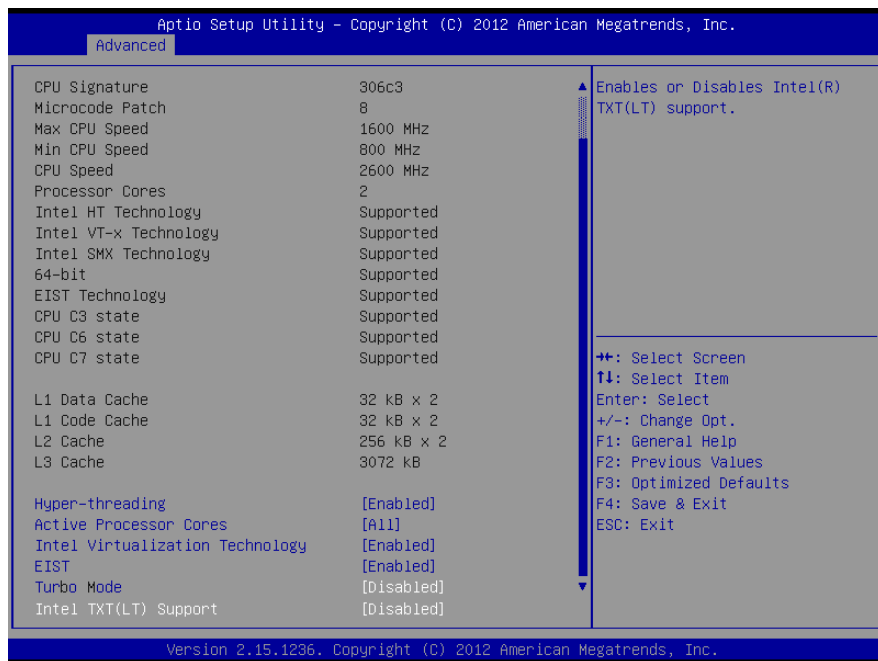 Aptio Setup Utility – Copyright (C) 2012 American Megatrends, Inc.
Advanced
CPU Signature 306c3
Microcode Patch 8
Max CPU Speed 1600 MHz
Min CPU Speed 800 MHz
CPU Speed 2600 MHz
Processor Cores 2
Intel HT Technology Supported
Intel VT-x Technology Supported
Intel SMX Technology Supported
64-bit Supported
EIST Technology Supported
CPU C3 state Supported
CPU C6 state Supported
CPU C7 state Supported
L1 Data Cache 32 kB x 2
L1 Code Cache 32 kB x 2
L2 Cache 256 kB x 2
L3 Cache 3072 kB
Hyper-threading [Enabled]
Active Processor Cores [All]
Intel Virtualization Technology [Enabled]
EIST [Enabled]
Turbo Mode [Disabled]
Intel TXT(LT) Support [Disabled]
Enables or Disables Intel(R)
TXT(LT) support.
→←: Select Screen
↑↓: Select Item
Enter: Select
+/-: Change Opt.
F1: General Help
F2: Previous Values
F3: Optimized Defaults
F4: Save & Exit
ESC: Exit
Version 2.15.1236. Copyright (C) 2012 American Megatrends, Inc.